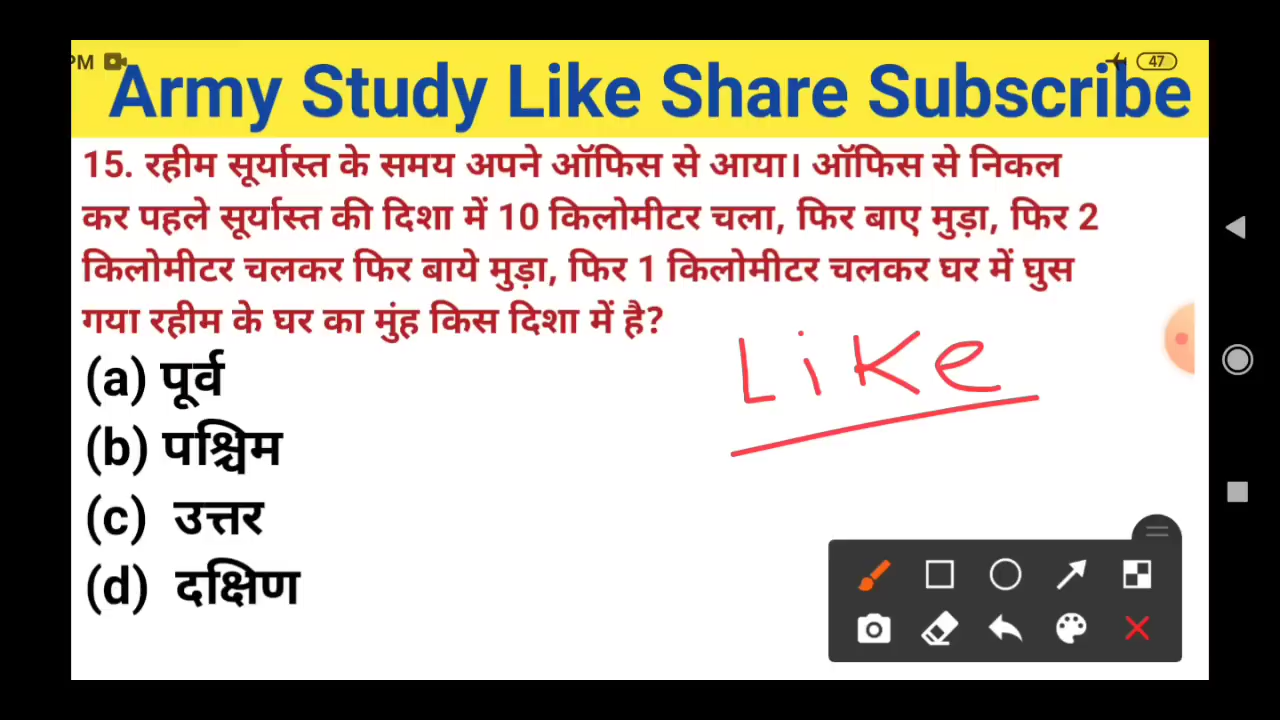 PM
47
Army Study Like Share Subscribe
15. रहीम सूर्यास्त के समय अपने ऑफिस से आया। ऑफिस से निकल
कर पहले सूर्यास्त की दिशा में 10 किलोमीटर चला, फिर बाए मुड़ा, फिर 2
किलोमीटर चलकर फिर बाये मुड़ा, फिर 1 किलोमीटर चलकर घर में घुस
गया रहीम के घर का मुंह किस दिशा में है?
Like
(a) पूर्व
(b) पश्चिम
(c) उत्तर
(d) दक्षिण